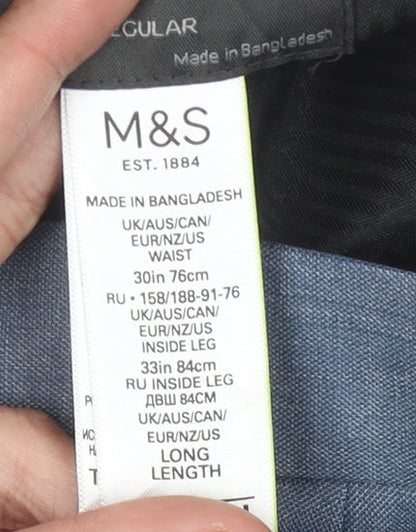 REGULAR
Made in Bangladesh
M&S
EST. 1884
MADE IN BANGLADESH
UK/AUS/CAN/
EUR/NZ/US
WAIST
30in 76cm
RU • 158/188-91-76
UK/AUS/CAN/
EUR/NZ/US
INSIDE LEG
33in 84cm
RU INSIDE LEG
ДВШ 84CM
UK/AUS/CAN/
EUR/NZ/US
LONG
LENGTH